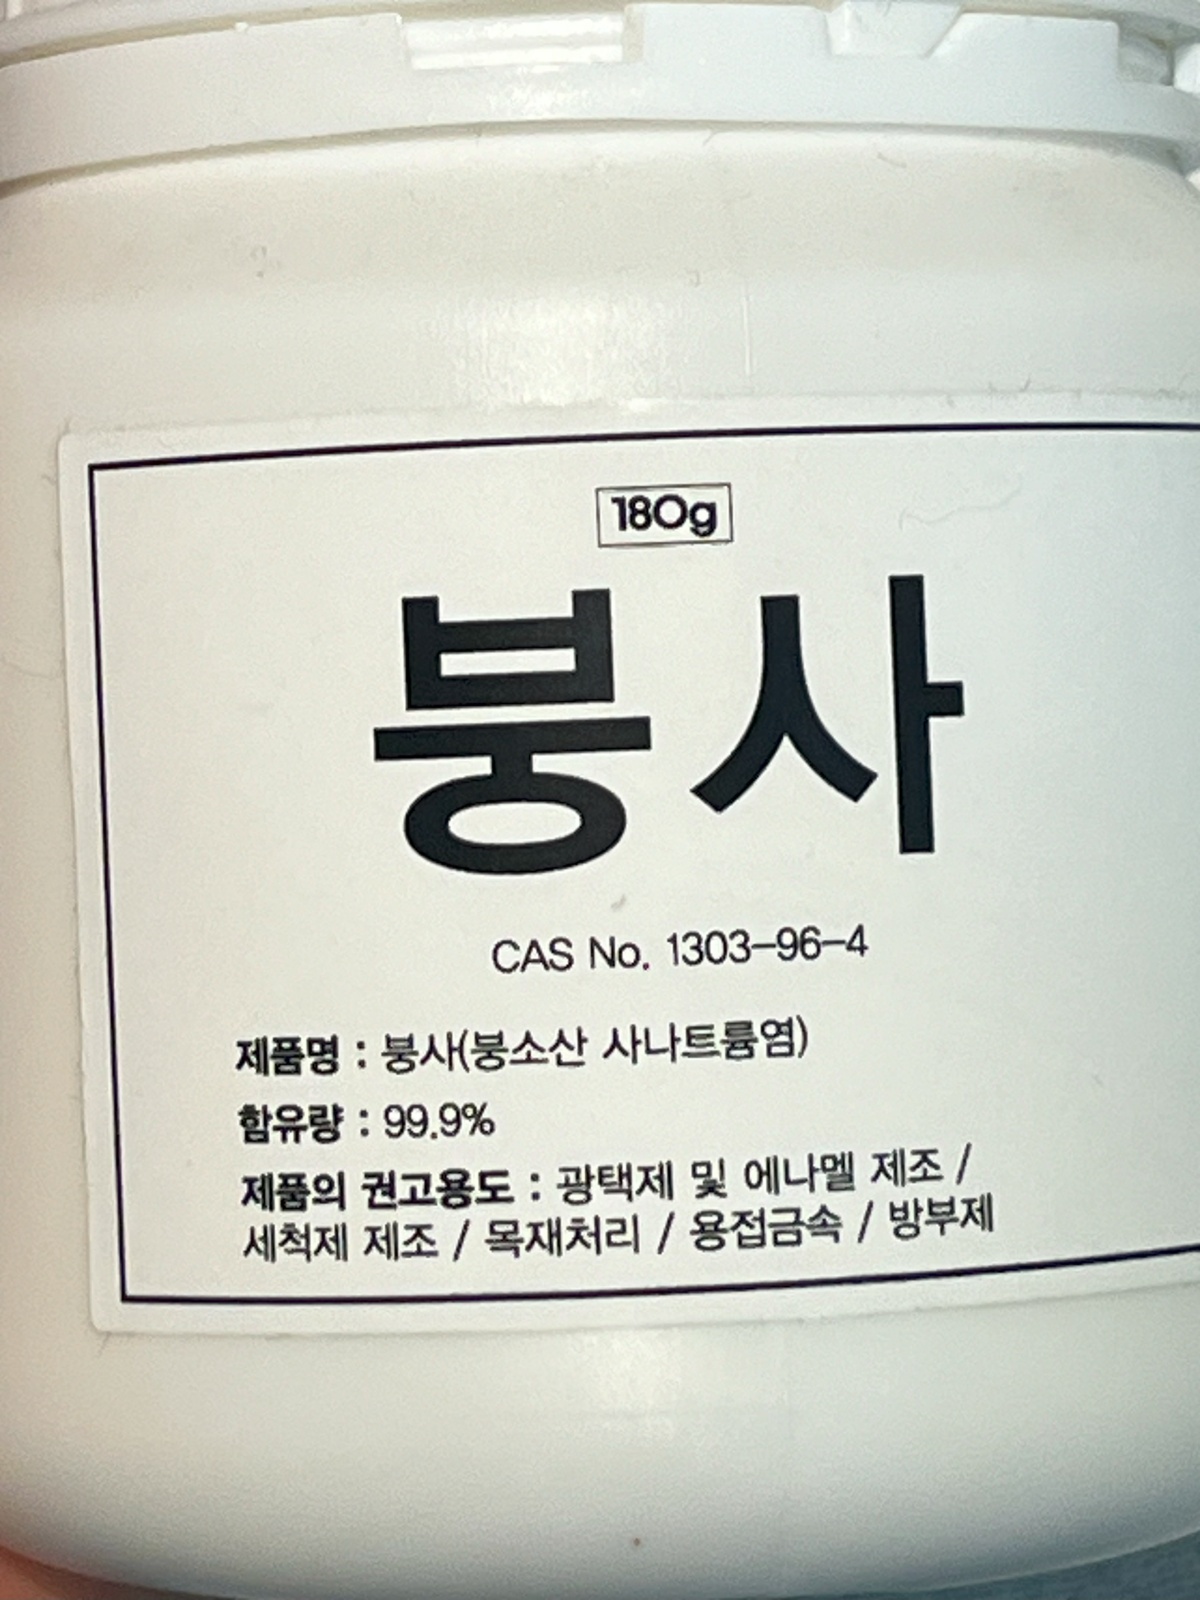 180g
붕사
CAS No. 1303-96-4
제품명 : 붕사(붕소산 사나트륨염)
함유량 : 99.9%
제품의 권고용도 : 광택제 및 에나멜 제조 /
세척제 제조 / 목재처리 / 용접금속 / 방부제